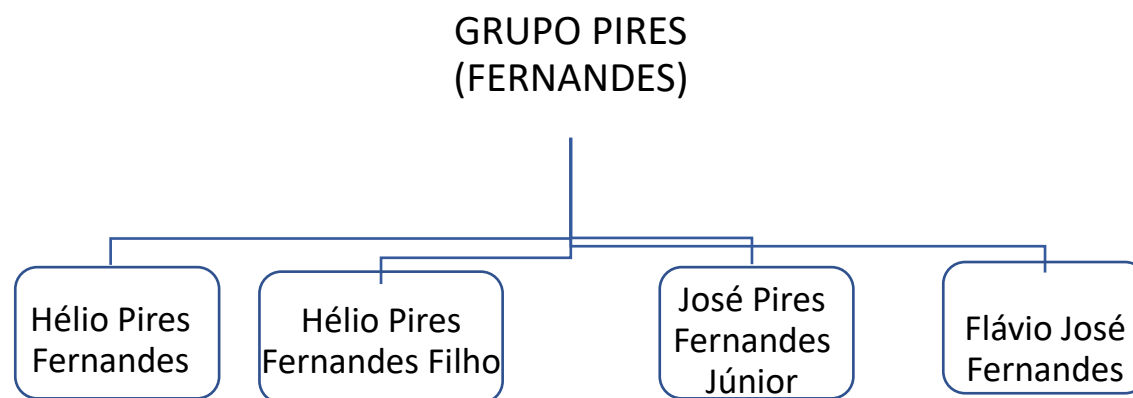 GRUPO PIRES
(FERNANDES)
Hélio Pires
Fernandes
Hélio Pires
Fernandes Filho
José Pires
Fernandes
Júnior
Flávio José
Fernandes